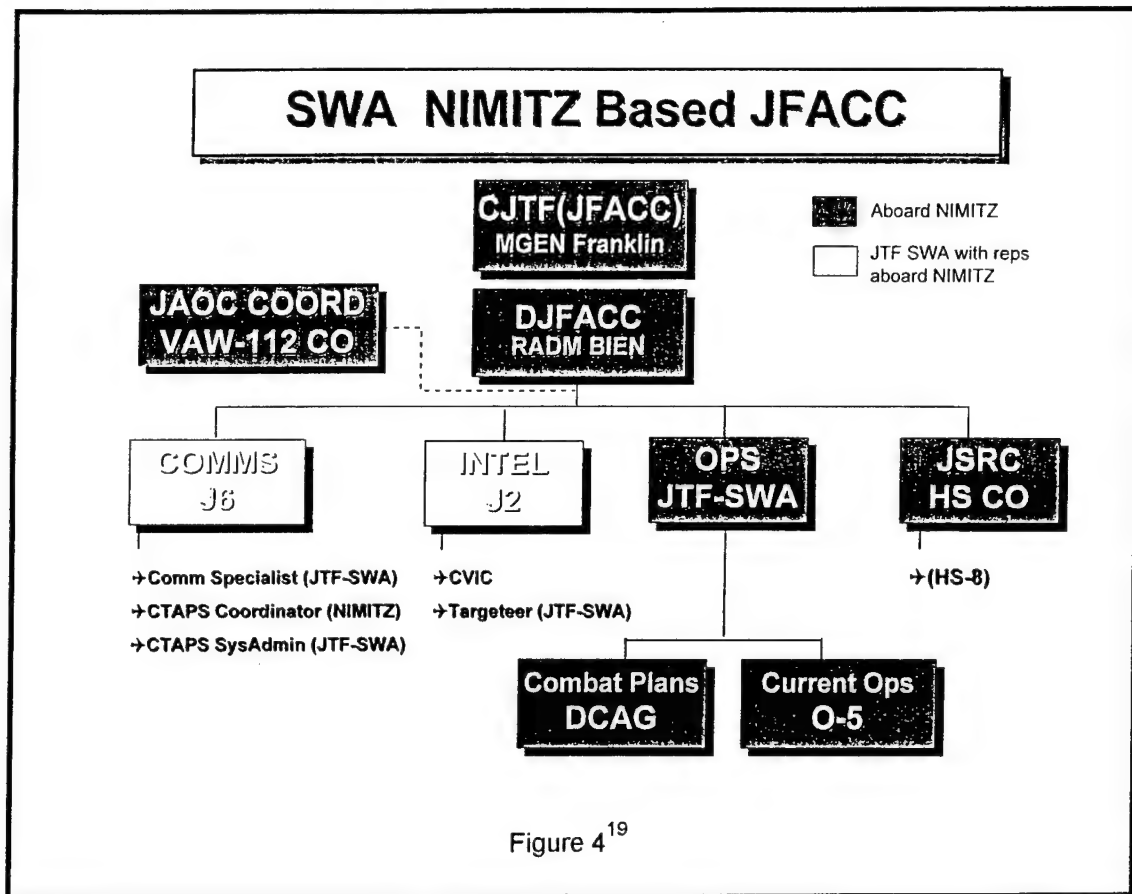 SWA NIMITZ Based JFACC
CJTF(JFACC)
MGEN Franklin
Aboard NIMITZ
JTF SWA with reps
aboard NIMITZ
JAOC COORD
VAW-112 CO
DJFACC
RADM BIEN
COMMS
J6
INTEL
J2
OPS
JTF-SWA
JSRC
HS CO
✈Comm Specialist (JTF-SWA)
✈CTAPS Coordinator (NIMITZ)
✈CTAPS SysAdmin (JTF-SWA)
✈CVIC
✈Targeteer (JTF-SWA)
✈(HS-8)
Combat Plans
DCAG
Current Ops
O-5
Figure 4¹⁹